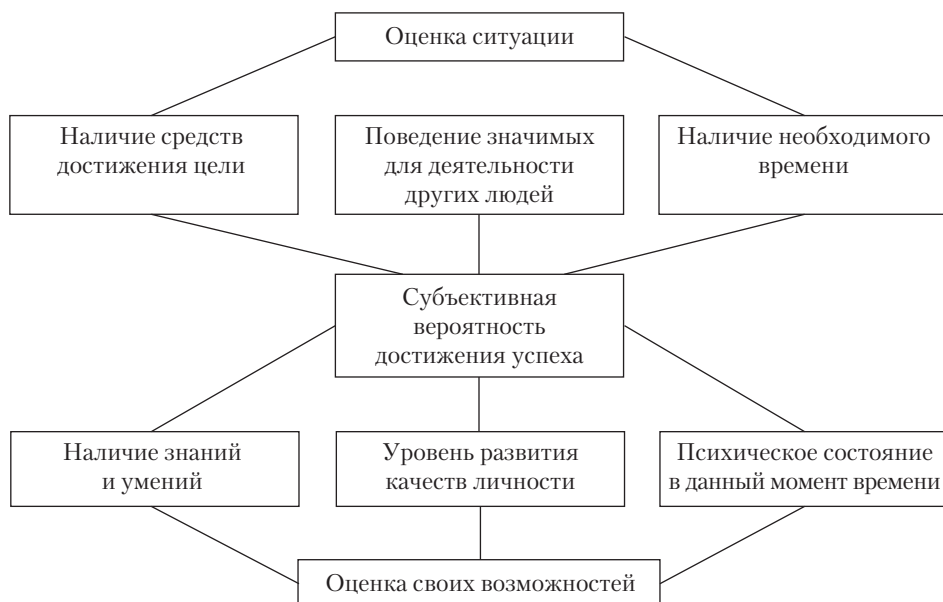 Оценка ситуации
Наличие средств
достижения цели
Поведение значимых
для деятельности
других людей
Наличие необходимого
времени
Субъективная
вероятность
достижения успеха
Наличие знаний
и умений
Уровень развития
качеств личности
Психическое состояние
в данный момент времени
Оценка своих возможностей